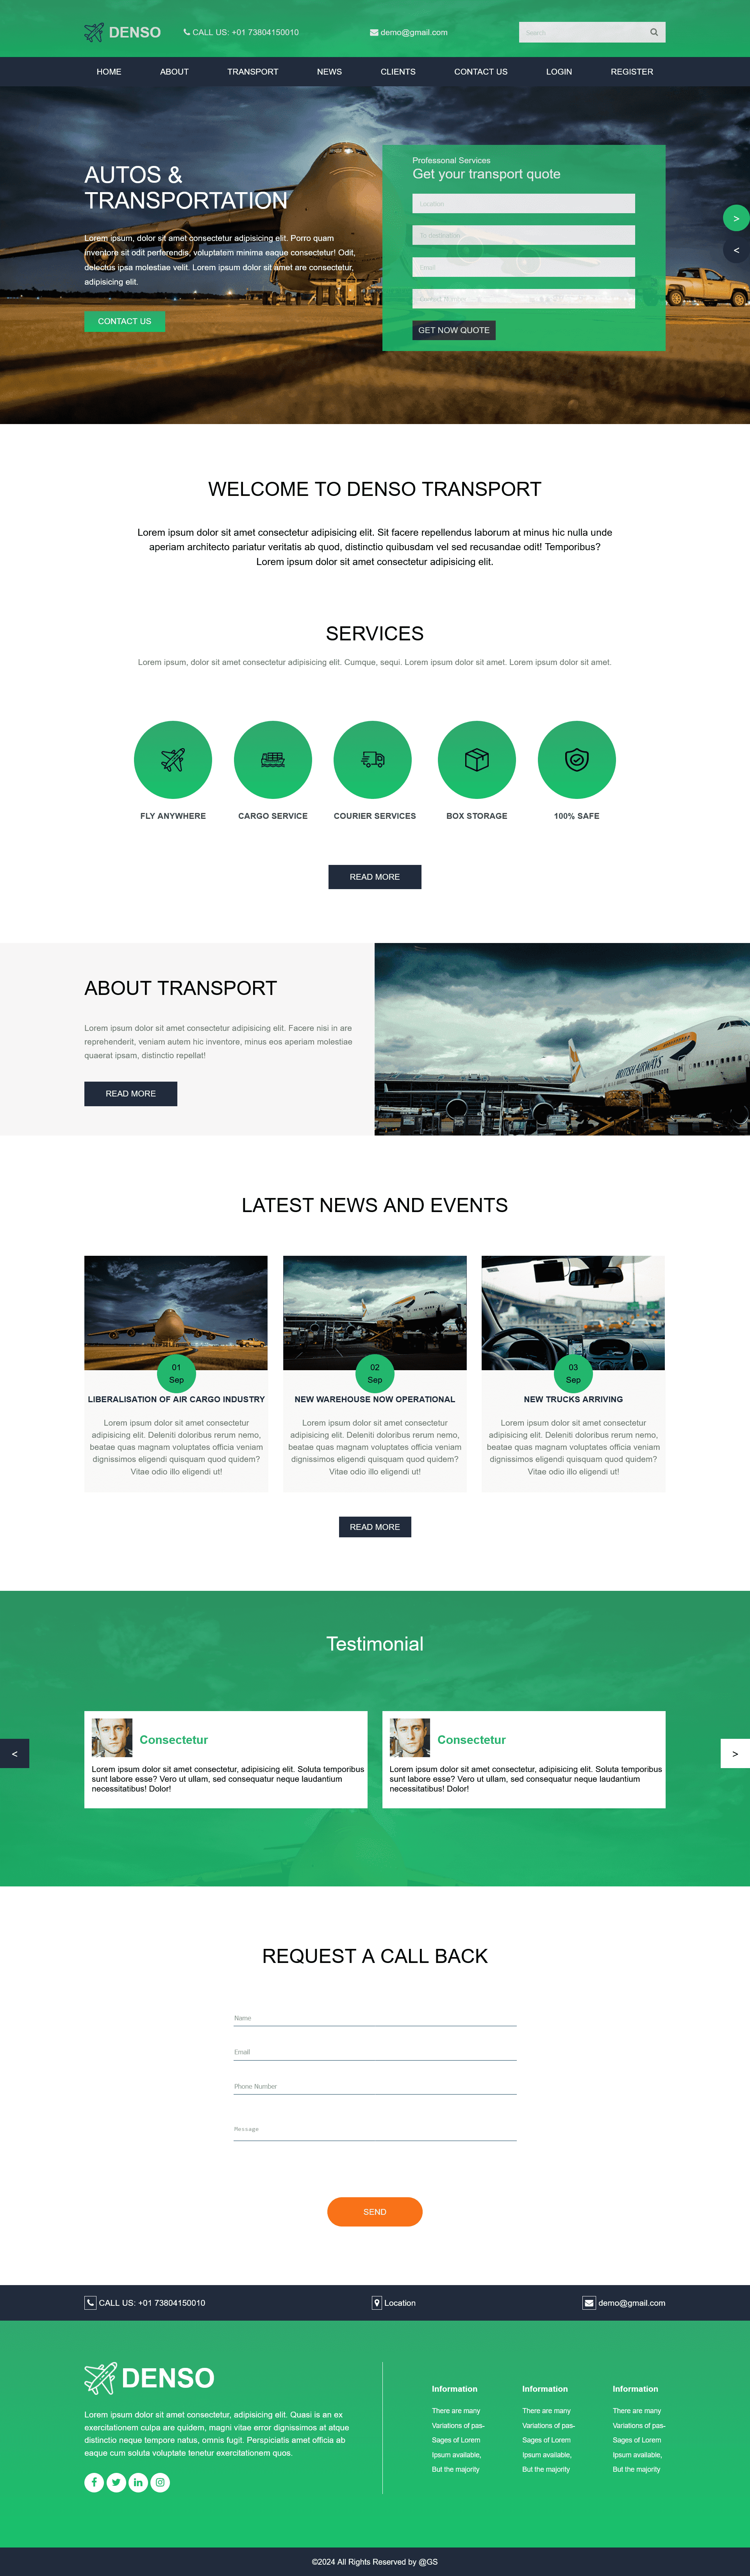 DENSO
CALL US: +01 73804150010
demo@gmail.com
Search
HOME
ABOUT
TRANSPORT
NEWS
CLIENTS
CONTACT US
LOGIN
REGISTER
AUTOS &
TRANSPORTATION
Lorem ipsum, dolor sit amet consectetur adipisicing elit. Porro quam
inventore sit odit perferendis, voluptatem minima eaque consectetur! Odit,
delectus ipsa molestiae velit. Lorem ipsum dolor sit amet are consectetur,
adipisicing elit.
CONTACT US
Professonal Services
Get your transport quote
Location
To destination
Email
GET NOW QUOTE
>
<
WELCOME TO DENSO TRANSPORT
Lorem ipsum dolor sit amet consectetur adipisicing elit. Sit facere repellendus laborum at minus hic nulla unde
aperiam architecto pariatur veritatis ab quod, distinctio quibusdam vel sed recusandae odit! Temporibus?
Lorem ipsum dolor sit amet consectetur adipisicing elit.
SERVICES
Lorem ipsum, dolor sit amet consectetur adipisicing elit. Cumque, sequi. Lorem ipsum dolor sit amet. Lorem ipsum dolor sit amet.
FLY ANYWHERE
CARGO SERVICE
COURIER SERVICES
BOX STORAGE
100% SAFE
READ MORE
ABOUT TRANSPORT
Lorem ipsum dolor sit amet consectetur adipisicing elit. Facere nisi in are
reprehenderit, veniam autem hic inventore, minus eos aperiam molestiae
quaerat ipsam, distinctio repellat!
READ MORE
BRITISH AIRWAYS
LATEST NEWS AND EVENTS
01
Sep
LIBERALISATION OF AIR CARGO INDUSTRY
Lorem ipsum dolor sit amet consectetur
adipisicing elit. Deleniti doloribus rerum nemo,
beatae quas magnam voluptates officia veniam
dignissimos eligendi quisquam quod quidem?
Vitae odio illo eligendi ut!
02
Sep
NEW WAREHOUSE NOW OPERATIONAL
Lorem ipsum dolor sit amet consectetur
adipisicing elit. Deleniti doloribus rerum nemo,
beatae quas magnam voluptates officia veniam
dignissimos eligendi quisquam quod quidem?
Vitae odio illo eligendi ut!
03
Sep
NEW TRUCKS ARRIVING
Lorem ipsum dolor sit amet consectetur
adipisicing elit. Deleniti doloribus rerum nemo,
beatae quas magnam voluptates officia veniam
dignissimos eligendi quisquam quod quidem?
Vitae odio illo eligendi ut!
READ MORE
Testimonial
<
Consectetur
Lorem ipsum dolor sit amet consectetur, adipisicing elit. Soluta temporibus
sunt labore esse? Vero ut ullam, sed consequatur neque laudantium
necessitatibus! Dolor!
Consectetur
Lorem ipsum dolor sit amet consectetur, adipisicing elit. Soluta temporibus
sunt labore esse? Vero ut ullam, sed consequatur neque laudantium
necessitatibus! Dolor!
>
REQUEST A CALL BACK
Name
Email
Phone Number
Message
SEND
CALL US: +01 73804150010
Location
demo@gmail.com
DENSO
Lorem ipsum dolor sit amet consectetur, adipisicing elit. Quasi is an ex
exercitationem culpa are quidem, magni vitae error dignissimos at atque
distinctio neque tempore natus, omnis fugit. Perspiciatis amet officia ab
eaque cum soluta voluptate tenetur exercitationem quos.
Information
There are many
Variations of pas-
Sages of Lorem
Ipsum available,
But the majority
Information
There are many
Variations of pas-
Sages of Lorem
Ipsum available,
But the majority
Information
There are many
Variations of pas-
Sages of Lorem
Ipsum available,
But the majority
©2024 All Rights Reserved by @GS